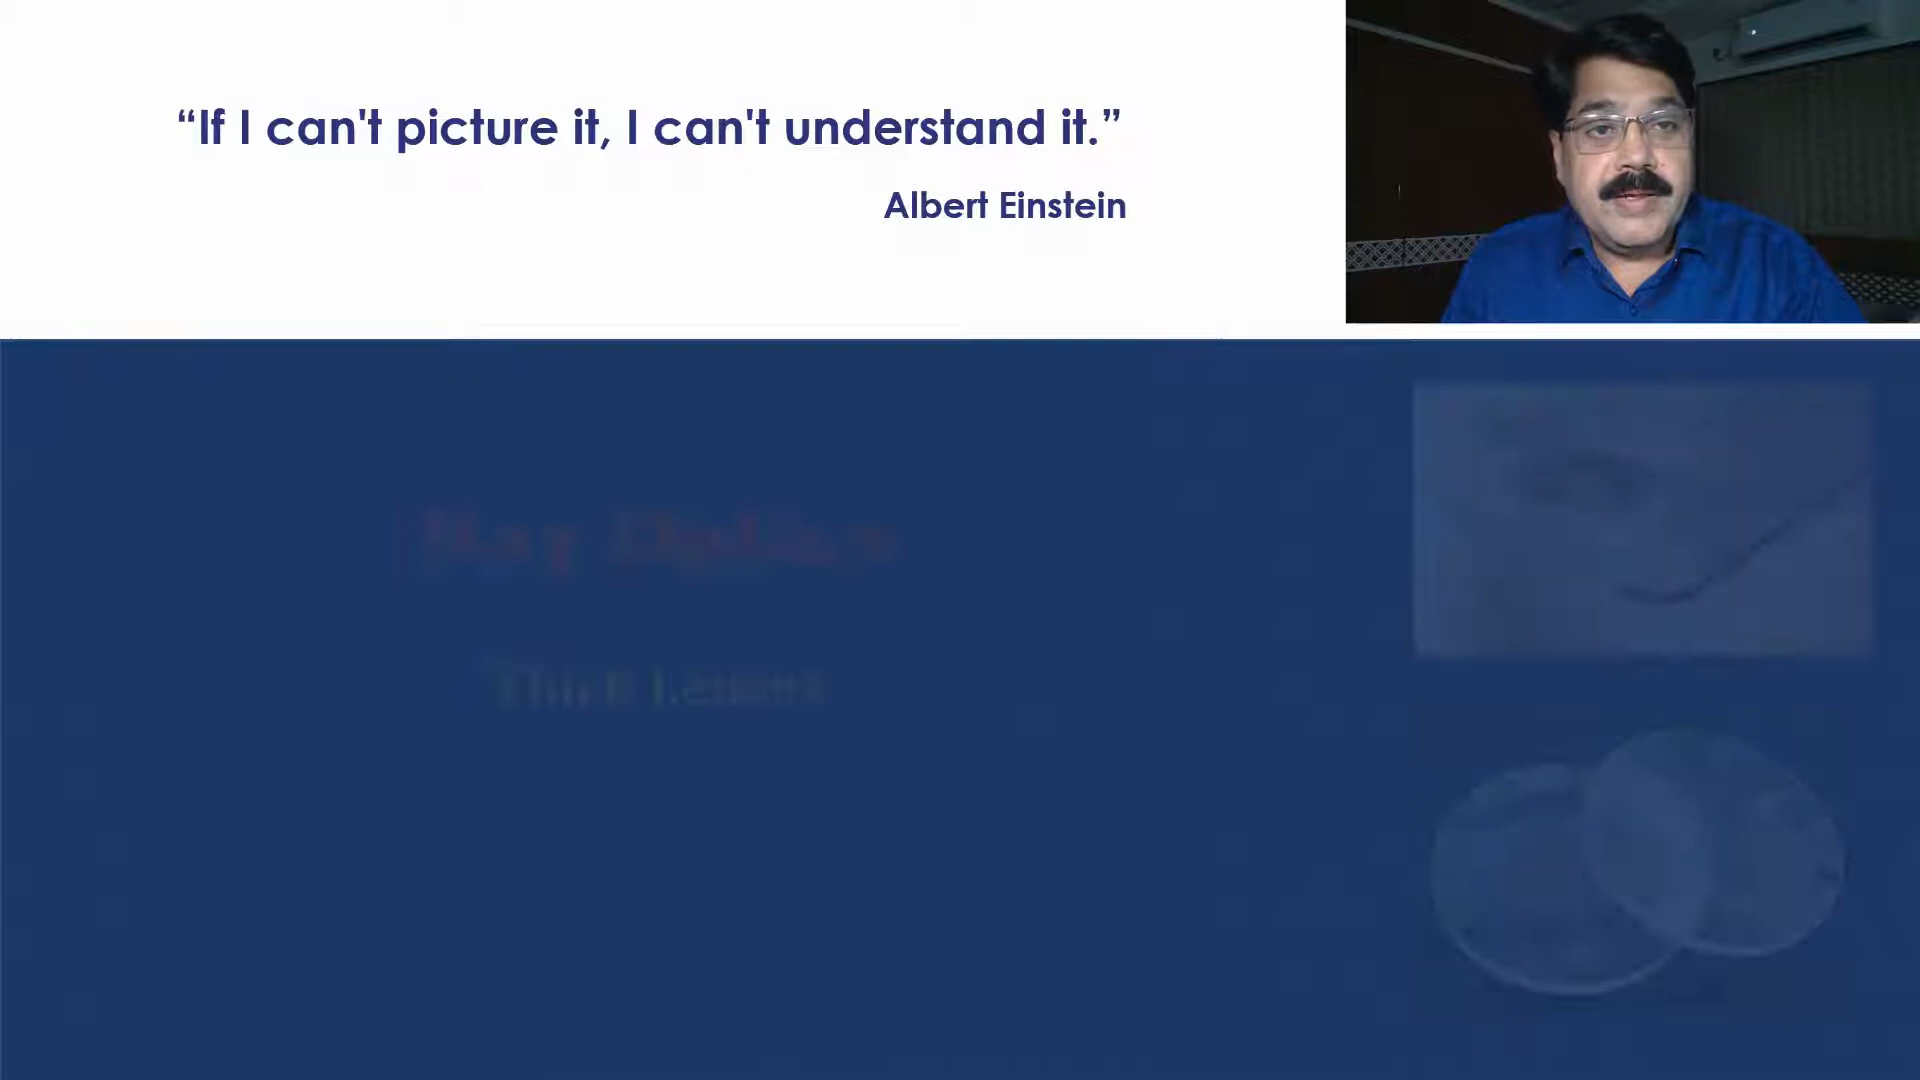 “If I can't picture it, I can't understand it.”
Albert Einstein
Ray Optics
Thick Lenses